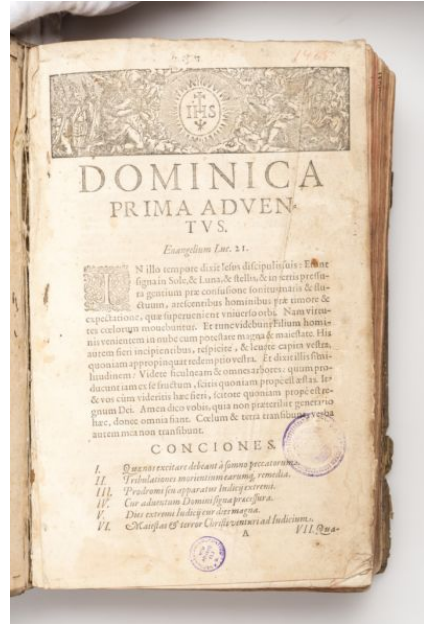 1465
IHS
DOMINICA
PRIMA ADVEN-
TVS.
Euangelium Luc. 21.
IN illo tempore dixit Iesus discipulis suis: Erunt
signa in Sole, & Luna, & stellis, & in terris pressu-
ra gentium præ confusione sonitus maris & flu-
ctuum, arescentibus hominibus præ timore &
expectatione, quæ superuenient vniuerso orbi. Nam virtu-
tes cœlorum mouebuntur. Et tunc videbunt Filium homi-
nis venientem in nube cum potestate magna & maiestate. His
autem fieri incipientibus, respicite, & leuate capita vestra,
quoniam appropinquat redemptio vestra. Et dixit illis simi-
litudinem: Videte ficulneam & omnes arbores: quum pro-
ducunt iam ex se fructum, scitis quoniam propè est æstas. Ita
& vos cùm videritis hæc fieri, scitote quoniam propè est re-
gnum Dei. Amen dico vobis, quia non præteribit generatio
hæc, donec omnia fiant. Cœlum & terra transibunt, verba
autem mea non transibunt.
CONCIONES.
I. Quæ nos excitare debeant à somno peccatorum.
II. Tribulationes morientium earumq; remedia.
III. Prodromi seu apparatus Iudicij extremi.
IV. Cur aduentum Domini signa præcessura.
V. Dies extremi Iudicij cur dies magna.
VI. Maiestas & terror Christi venturi ad Iudicium.
A VII. Qua-